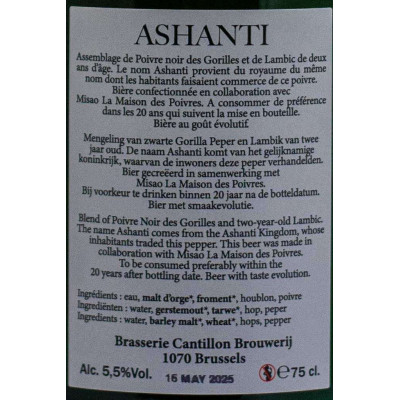 ASHANTI
Assemblage de Poivre noir des Gorilles et de Lambic de deux
ans d'âge. Le nom Ashanti provient du royaume du même
nom dont les habitants faisaient commerce de ce poivre.
Bière confectionnée en collaboration avec
Misao La Maison des Poivres. A consommer de préférence
dans les 20 ans qui suivent la mise en bouteille.
Bière au goût évolutif.
Mengeling van zwarte Gorilla Peper en Lambik van twee
jaar oud. De naam Ashanti komt van het gelijknamige
koninkrijk, waarvan de inwoners deze peper verhandelden.
Bier gecreëerd in samenwerking met
Misao La Maison des Poivres.
Bij voorkeur te drinken binnen 20 jaar na de botteldatum.
Bier met smaakevolutie.
Blend of Poivre Noir des Gorilles and two-year-old Lambic.
The name Ashanti comes from the Ashanti Kingdom, whose
inhabitants traded this pepper. This beer was made in
collaboration with Misao La Maison des Poivres.
To be consumed preferably within the
20 years after bottling date. Beer with taste evolution.
Ingrédients : eau, malt d'orge*, froment*, houblon, poivre
Ingrediënten : water, gerstemout*, tarwe*, hop, peper
Ingredients : water, barley malt*, wheat*, hops, pepper
Brasserie Cantillon Brouwerij
1070 Brussels
Alc. 5,5%Vol. 15 MAY 2025 ℮75 cl.